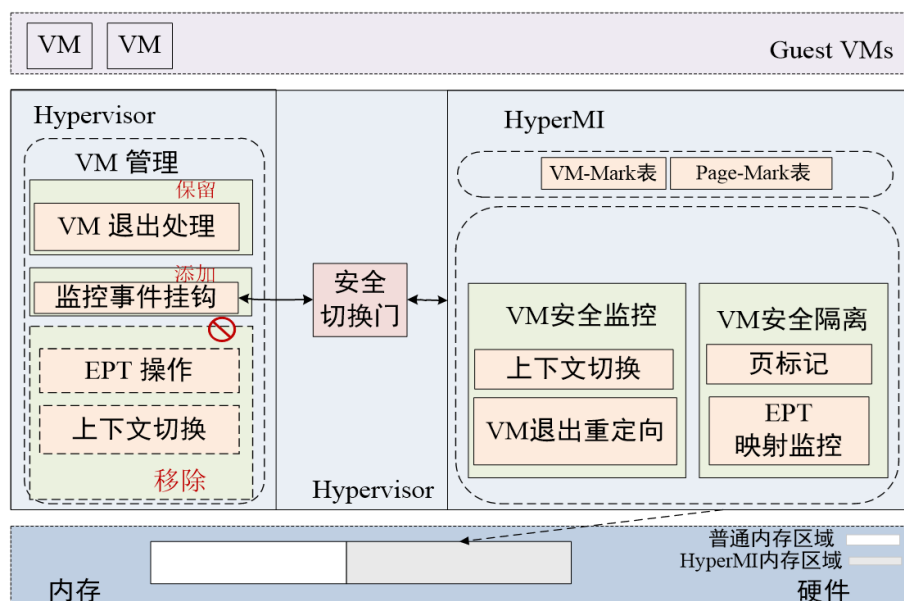 VM
VM
Guest VMs
Hypervisor
VM 管理
保留
VM 退出处理
添加
监控事件挂钩
EPT 操作
上下文切换
移除
安全
切换门
Hypervisor
HyperMI
VM-Mark表
Page-Mark表
VM安全监控
上下文切换
VM退出重定向
VM安全隔离
页标记
EPT
映射监控
内存
普通内存区域
HyperMI内存区域
硬件